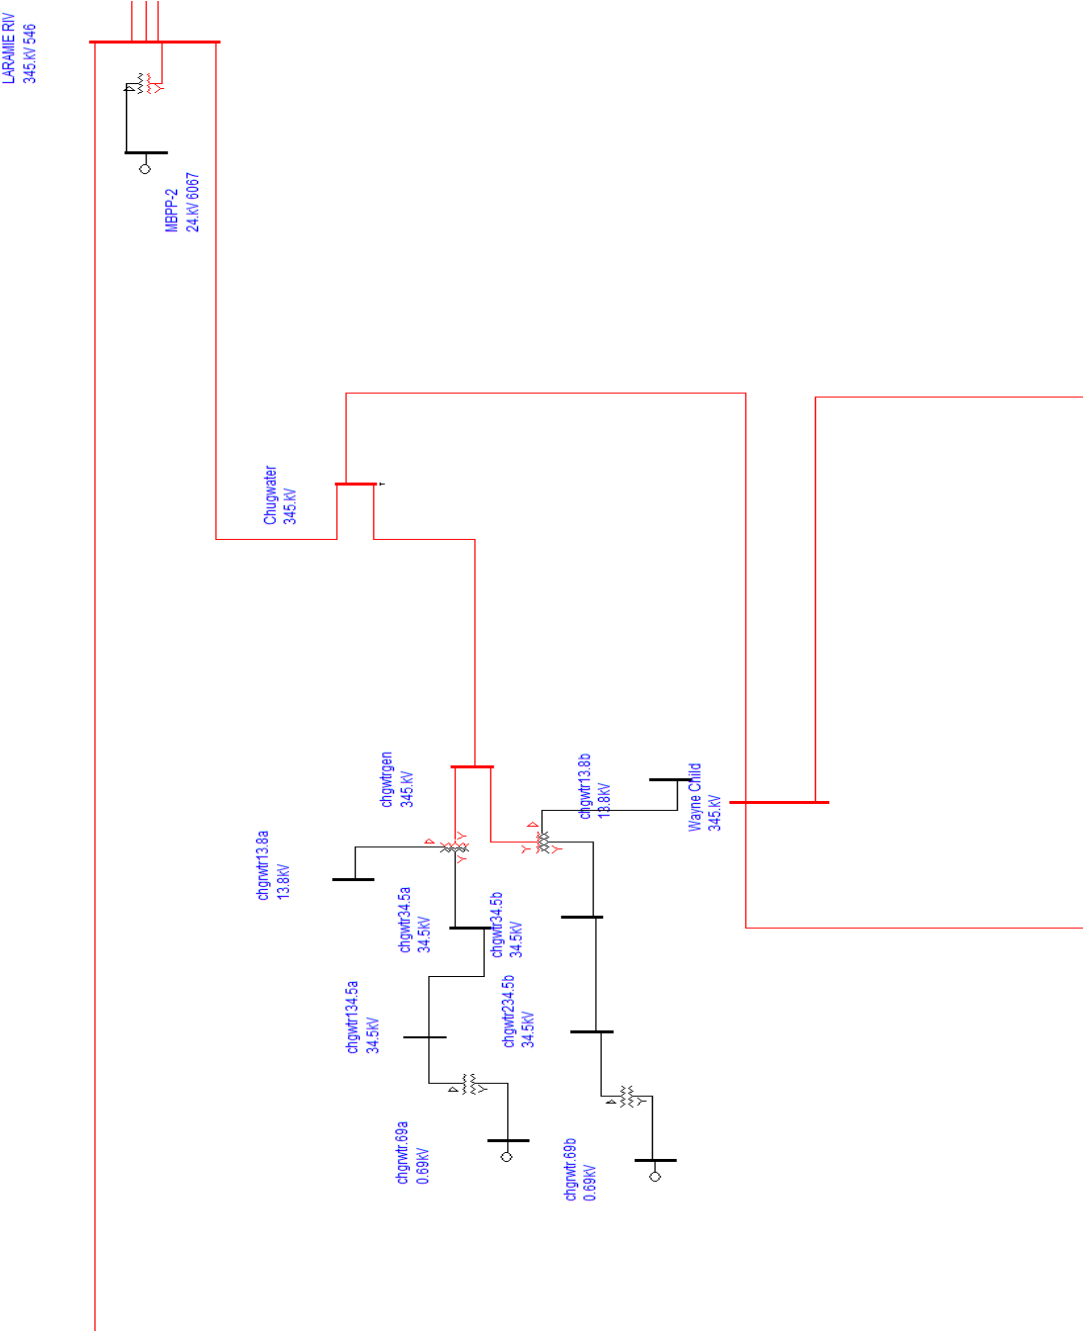 LARAMIE RIV
345.kV 546
MBPP-2
24.kV 6067
Chugwater
345.kV
chgwtrgen
345.kV
chgwtr13.8b
13.8kV
Wayne Child
345.kV
chgrwtr13.8a
13.8kV
chgwtr34.5a
34.5kV
chgwtr34.5b
34.5kV
chgwtr134.5a
34.5kV
chgwtr234.5b
34.5kV
chgrwtr.69a
0.69kV
chgrwtr.69b
0.69kV